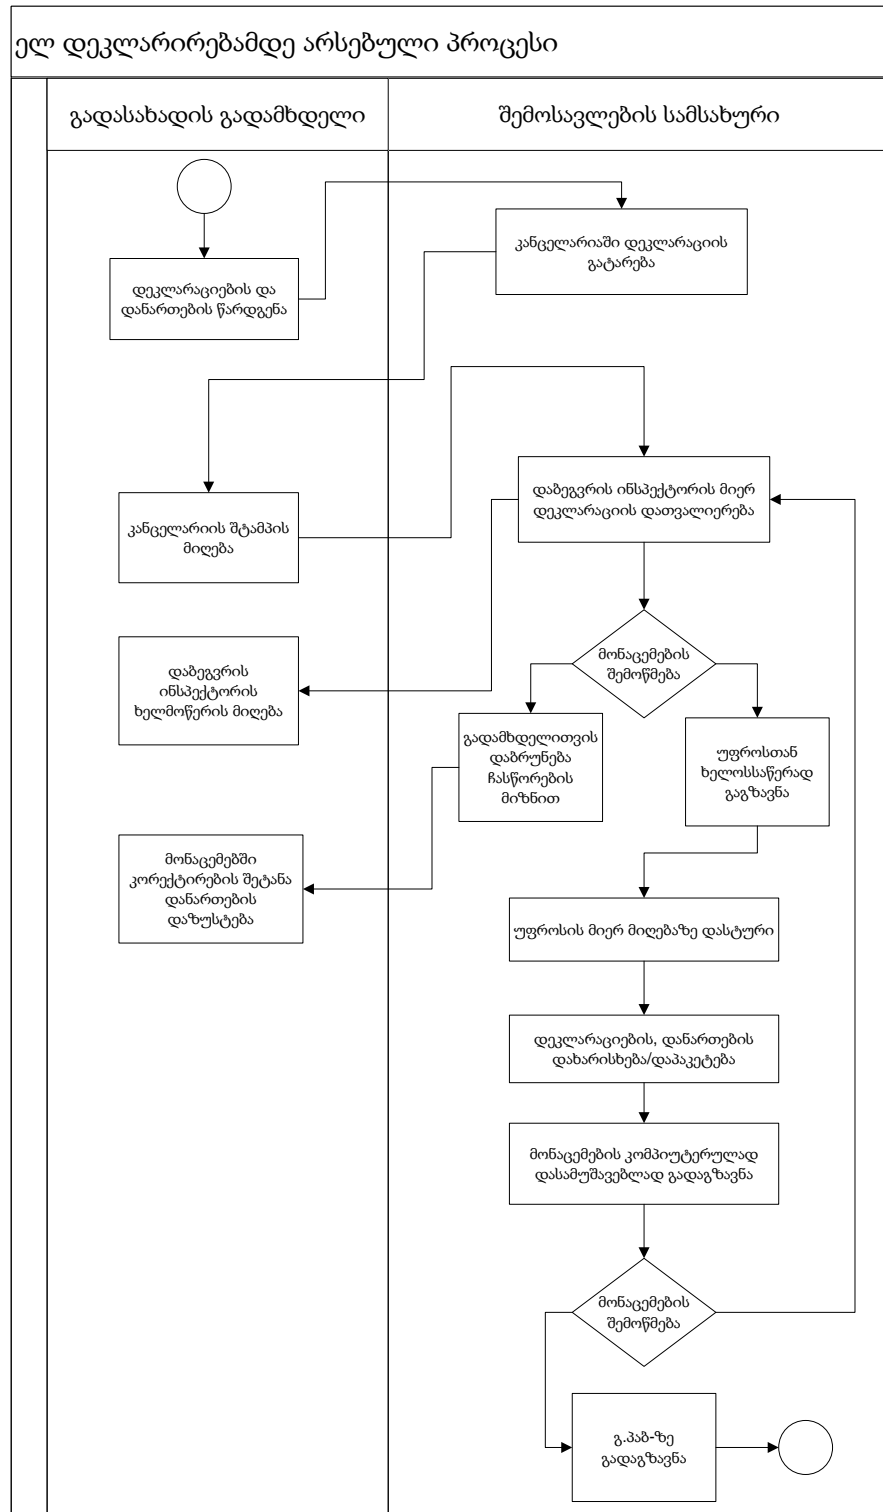 ელ დეკლარირებამდე არსებული პროცესი
გადასახადის გადამხდელი
შემოსავლების სამსახური
კანცელარიაში დეკლარაციის
გატარება
დეკლარაციების და
დანართების წარდგენა
დაბეგვრის ინსპექტორის მიერ
დეკლარაციის დათვალიერება
კანცელარიის შტამპის
მიღება
მონაცემების
შემოწმება
დაბეგვრის
ინსპექტორის
ხელმოწერის მიღება
გადამხდელითვის
დაბრუნება
ჩასწორების
მიზნით
უფროსთან
ხელოსსაწერად
გაგზავნა
მონაცემებში
კორექტირების შეტანა
დანართების
დაზუსტება
უფროსის მიერ მიღებაზე დასტური
დეკლარაციების, დანართების
დახარისხება/დაპაკეტება
მონაცემების კომპიუტერულად
დასამუშავებლად გადაგზავნა
მონაცემების
შემოწმება
გ.პაბ-ზე
გადაგზავნა